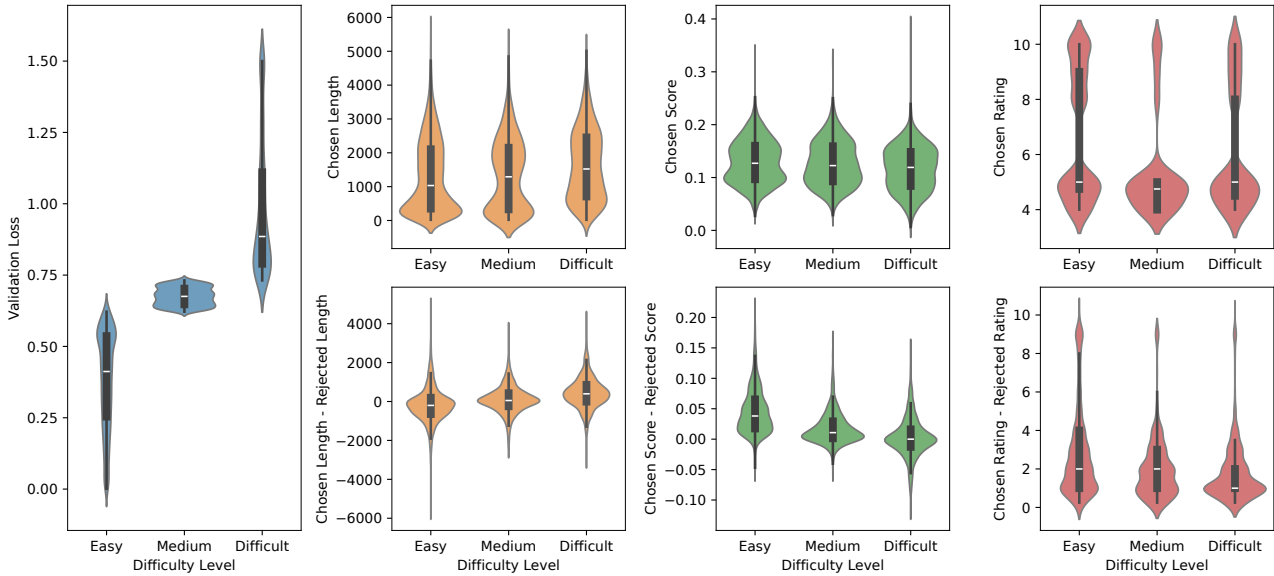 Validation Loss
1.50
1.25
1.00
0.75
0.50
0.25
0.00
Easy Medium Difficult
Difficulty Level
Chosen Length
6000
5000
4000
3000
2000
1000
0
Easy Medium Difficult
Chosen Score
0.4
0.3
0.2
0.1
0.0
Easy Medium Difficult
Chosen Rating
10
8
6
4
Easy Medium Difficult
Chosen Length - Rejected Length
4000
2000
0
−2000
−4000
−6000
Easy Medium Difficult
Difficulty Level
Chosen Score - Rejected Score
0.20
0.15
0.10
0.05
0.00
−0.05
−0.10
Easy Medium Difficult
Difficulty Level
Chosen Rating - Rejected Rating
10
8
6
4
2
0
Easy Medium Difficult
Difficulty Level